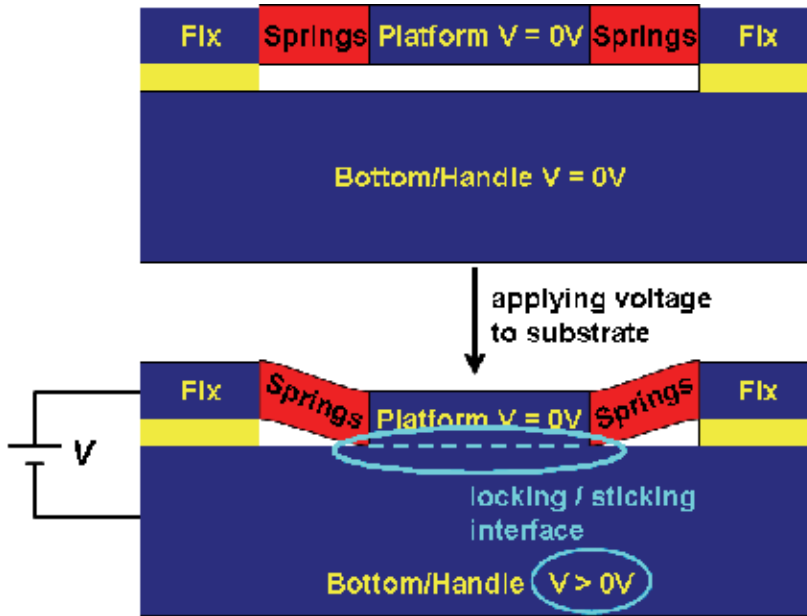 Fix Springs Platform V = 0V Springs Fix
Bottom/Handle V = 0V
applying voltage
to substrate
Fix Springs Platform V = 0V Springs Fix
V
locking / sticking
interface
Bottom/Handle V > 0V